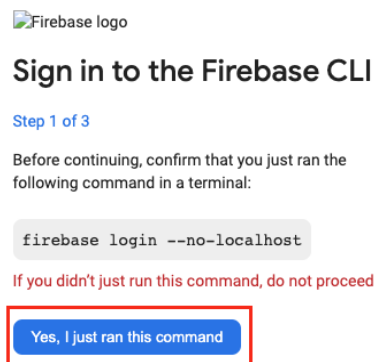 Firebase logo
Sign in to the Firebase CLI
Step 1 of 3
Before continuing, confirm that you just ran the
following command in a terminal:
firebase login --no-localhost
If you didn’t just run this command, do not proceed
Yes, I just ran this command